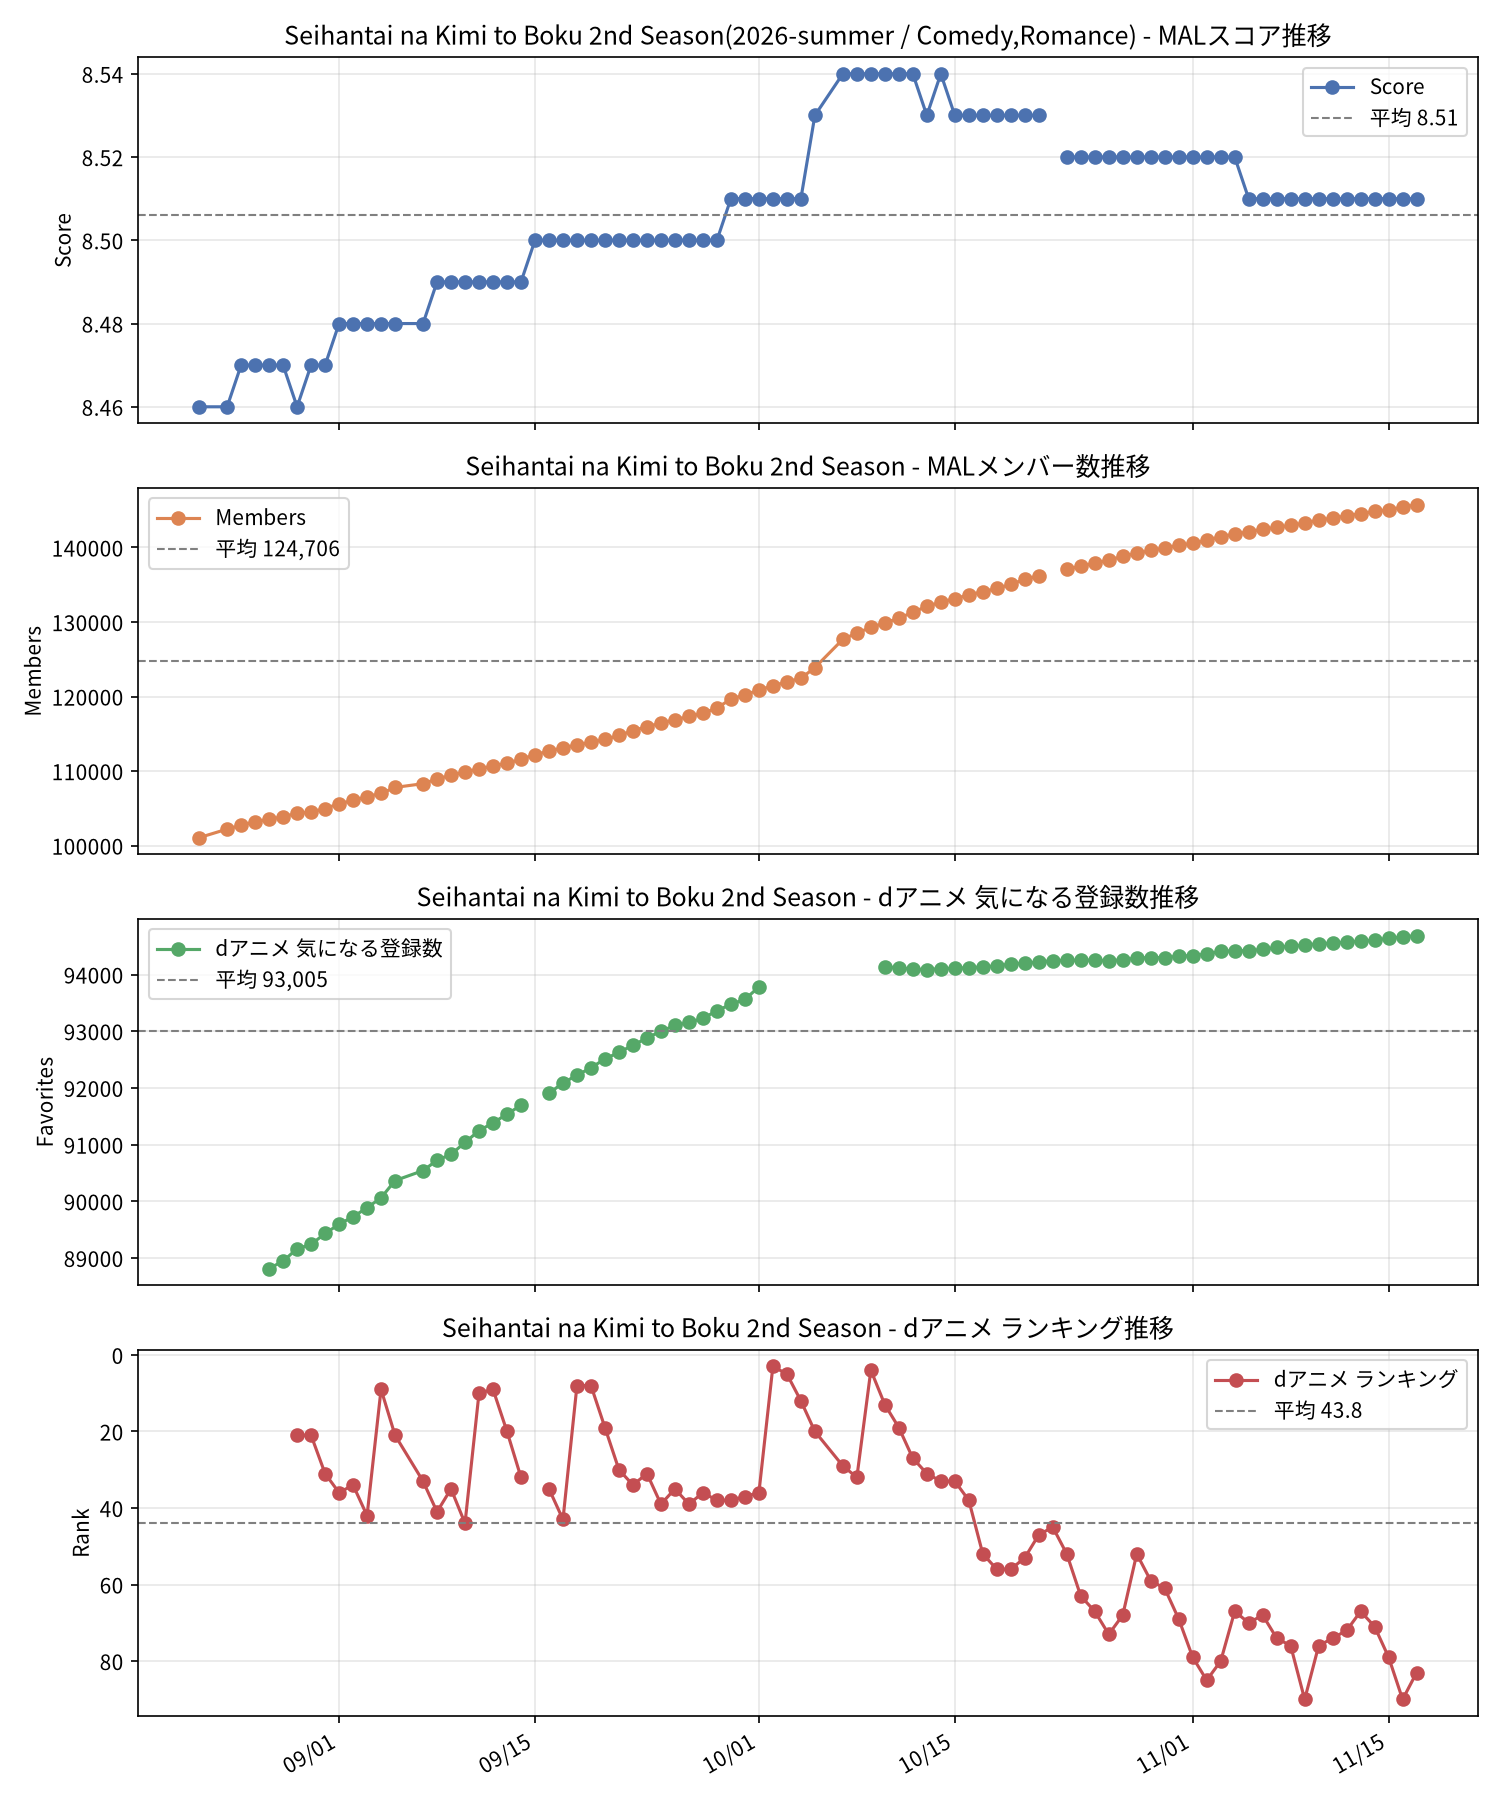 Seihantai na Kimi to Boku 2nd Season(2026-summer / Comedy,Romance) - MALスコア推移
Score
8.54
8.52
8.50
8.48
8.46
Score
平均 8.51
Seihantai na Kimi to Boku 2nd Season - MALメンバー数推移
Members
140000
130000
120000
110000
100000
Members
平均 124,706
Seihantai na Kimi to Boku 2nd Season - dアニメ 気になる登録数推移
Favorites
94000
93000
92000
91000
90000
89000
dアニメ 気になる登録数
平均 93,005
Seihantai na Kimi to Boku 2nd Season - dアニメ ランキング推移
Rank
0
20
40
60
80
dアニメ ランキング
平均 43.8
09/01
09/15
10/01
10/15
11/01
11/15